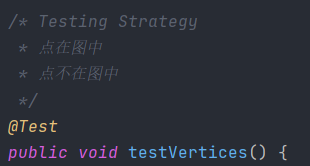 /* Testing Strategy
* 点在图中
* 点不在图中
*/
@Test
public void testVertices() {